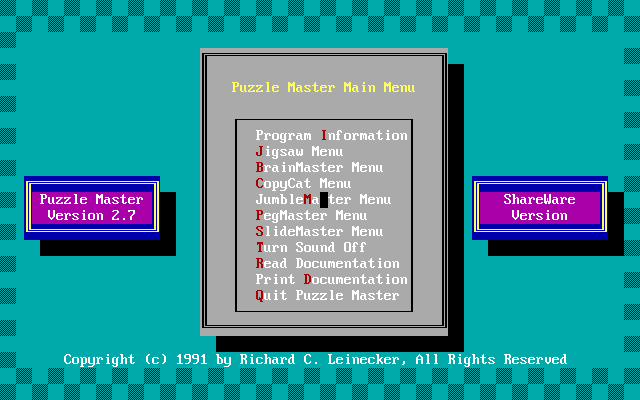 Puzzle Master Main Menu
Program Information
Jigsaw Menu
BrainMaster Menu
CopyCat Menu
JumbleMa ter Menu
PegMaster Menu
SlideMaster Menu
Turn Sound Off
Read Documentation
Print Documentation
Quit Puzzle Master
Puzzle Master
Version 2.7
ShareWare
Version
Copyright (c) 1991 by Richard C. Leinecker, All Rights Reserved